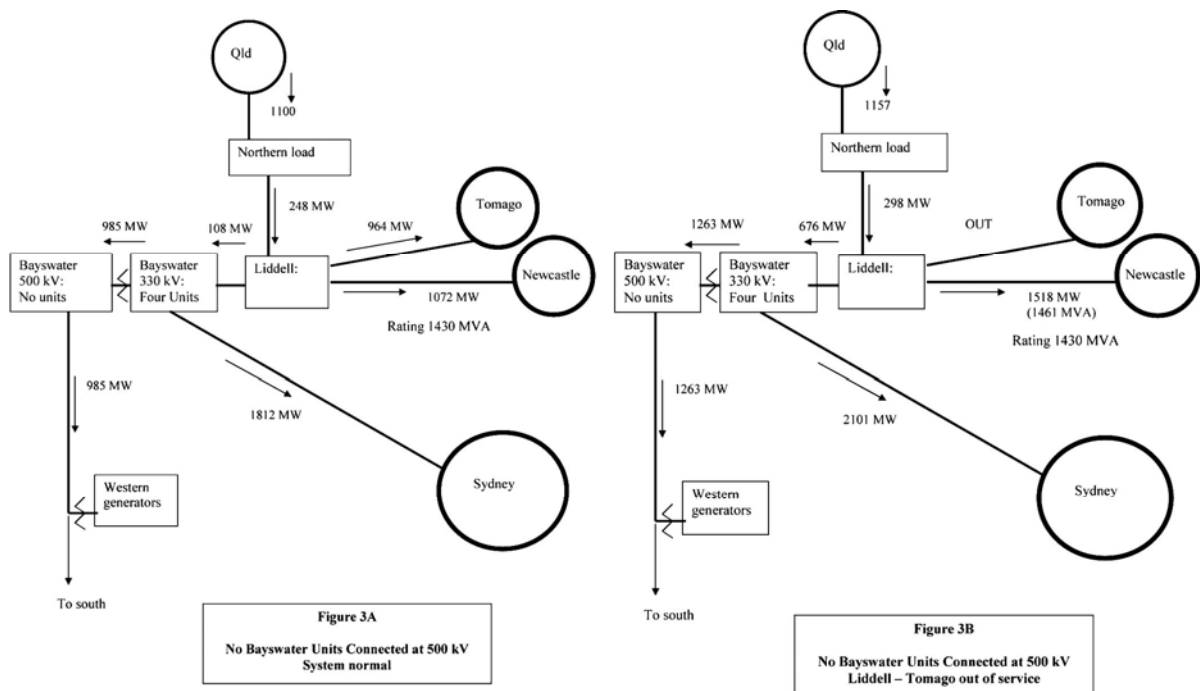 Qld
1100
Northern load
248 MW
Tomago
964 MW
985 MW
108 MW
Bayswater
500 kV:
No units
Bayswater
330 kV:
Four Units
Liddell:
Newcastle
1072 MW
Rating 1430 MVA
985 MW
1812 MW
Western
generators
Sydney
To south
Figure 3A
No Bayswater Units Connected at 500 kV
System normal
Qld
1157
Northern load
298 MW
Tomago
OUT
1263 MW
676 MW
Bayswater
500 kV:
No units
Bayswater
330 kV:
Four Units
Liddell:
Newcastle
1518 MW
(1461 MVA)
Rating 1430 MVA
1263 MW
2101 MW
Western
generators
Sydney
To south
Figure 3B
No Bayswater Units Connected at 500 kV
Liddell – Tomago out of service